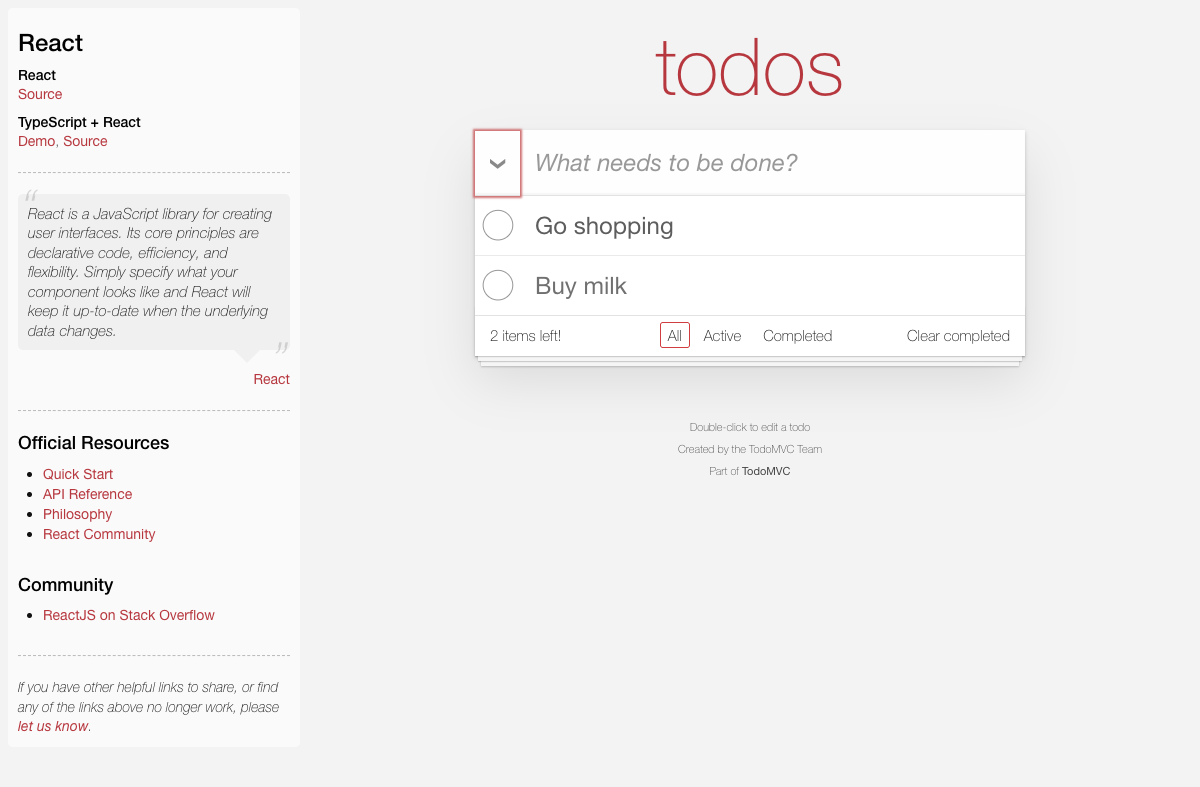 React
React
Source
TypeScript + React
Demo, Source
“
React is a JavaScript library for creating
user interfaces. Its core principles are
declarative code, efficiency, and
flexibility. Simply specify what your
component looks like and React will
keep it up-to-date when the underlying
data changes.
”
React
Official Resources
Quick Start
API Reference
Philosophy
React Community
Community
ReactJS on Stack Overflow
If you have other helpful links to share, or find
any of the links above no longer work, please
let us know.
todos
What needs to be done?
Go shopping
Buy milk
2 items left! All Active Completed Clear completed
Double-click to edit a todo
Created by the TodoMVC Team
Part of TodoMVC